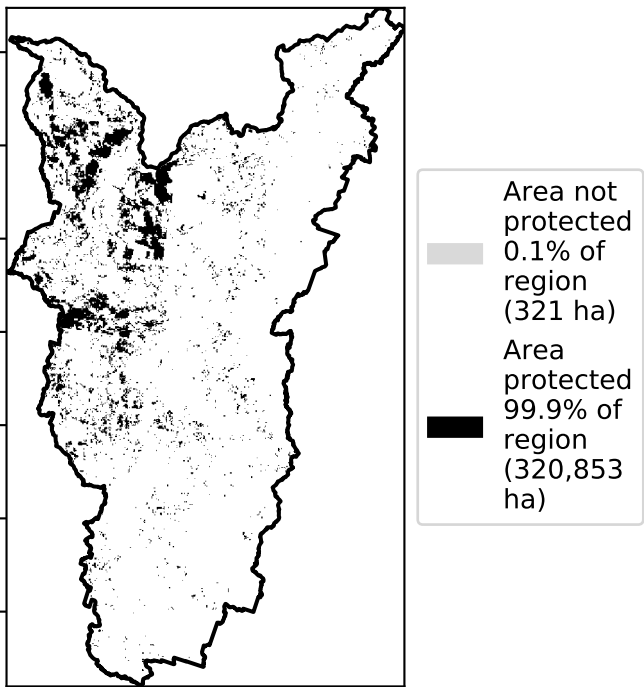 Area not
protected
0.1% of
region
(321 ha)
Area
protected
99.9% of
region
(320,853
ha)